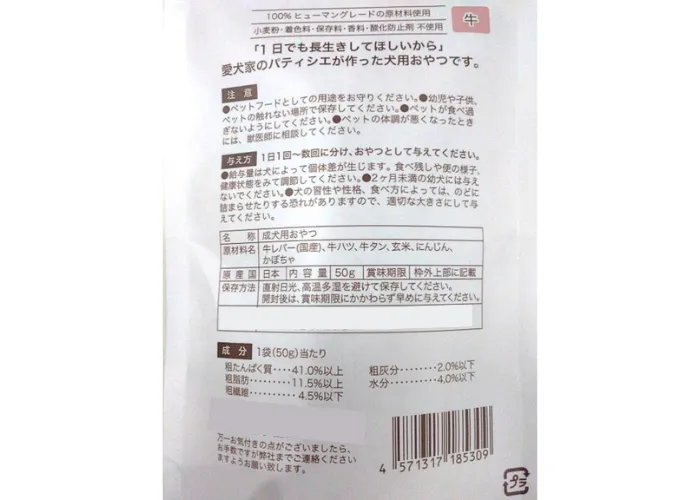 100%ヒューマングレードの原材料使用
小麦粉・着色料・保存料・香料・酸化防止剤 不使用
牛
「1日でも長生きしてほしいから」
愛犬家のパティシエが作った犬用おやつです。
注 意
●ペットフードとしての用途をお守りください。●幼児や子供、
ペットの触れない場所で保存してください。●ペットが食べ過
ぎないようにしてください。●ペットの体調が悪くなったとき
には、獣医師に相談してください。
与え方 1日1回〜数回に分け、おやつとして与えてください。
●給与量は犬によって個体差が生じます。食べ残しや便の様子、
健康状態をみて調節してください。●2ヶ月未満の幼犬には与え
ないでください。●犬の習性や性格、食べ方によっては、のどに
詰まらせたりする恐れがありますので、適切な大きさにして与
えてください。
名 称 成犬用おやつ
原材料名 牛レバー(国産)、牛ハツ、牛タン、玄米、にんじん、
かぼちゃ
原産国 日本 内容量 50g 賞味期限 枠外上部に記載
保存方法 直射日光、高温多湿を避けて保存してください。
開封後は、賞味期限にかかわらず早めに与えてください。
成 分 1袋(50g)当たり
粗たんぱく質・・・・41.0%以上 粗灰分・・・・・・2.0%以下
粗脂肪・・・・・11.5%以上 水分・・・・・・・4.0%以下
粗繊維・・・・・・4.5%以下
万一お気付きの点がございましたら、
お手数ですが弊社までご連絡ください
ますようお願い致します。
4 571317 185309
プラ